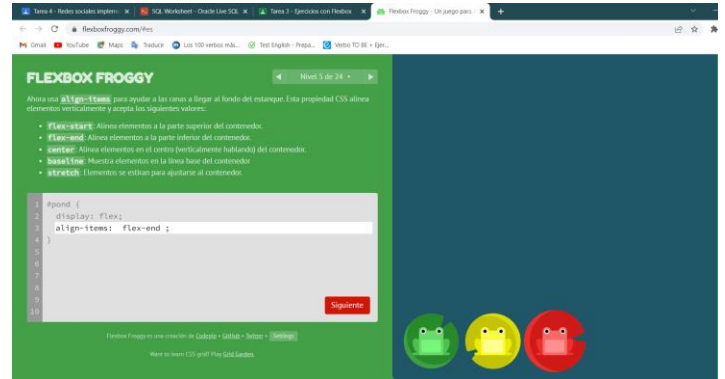 Tarea 4 - Redes sociales implem
SQL Worksheet - Oracle Live SQL
Tarea 3 - Ejercicios con Flexbox
Flexbox Froggy - Un juego para
flexboxfroggy.com/#es
Gmail YouTube Maps Traducir Los 100 verbos más... Test English - Prepa... Verbo TO BE + Ejer...
FLEXBOX FROGGY
Nivel 5 de 24
Ahora usa align-items para ayudar a las ranas a llegar al fondo del estanque. Esta propiedad CSS alinea
elementos verticalmente y acepta los siguientes valores:
• flex-start: Alinea elementos a la parte superior del contenedor.
• flex-end: Alinea elementos a la parte inferior del contenedor.
• center: Alinea elementos en el centro (verticalmente hablando) del contenedor.
• baseline: Muestra elementos en la línea base del contenedor
• stretch: Elementos se estiran para ajustarse al contenedor.
1 #pond {
2 display: flex;
3 align-items: flex-end ;
4 }
5
6
7
8
9
10
Siguiente
Flexbox Froggy es una creación de Codepip • GitHub • Twitter • Settings
Want to learn CSS grid? Play Grid Garden.